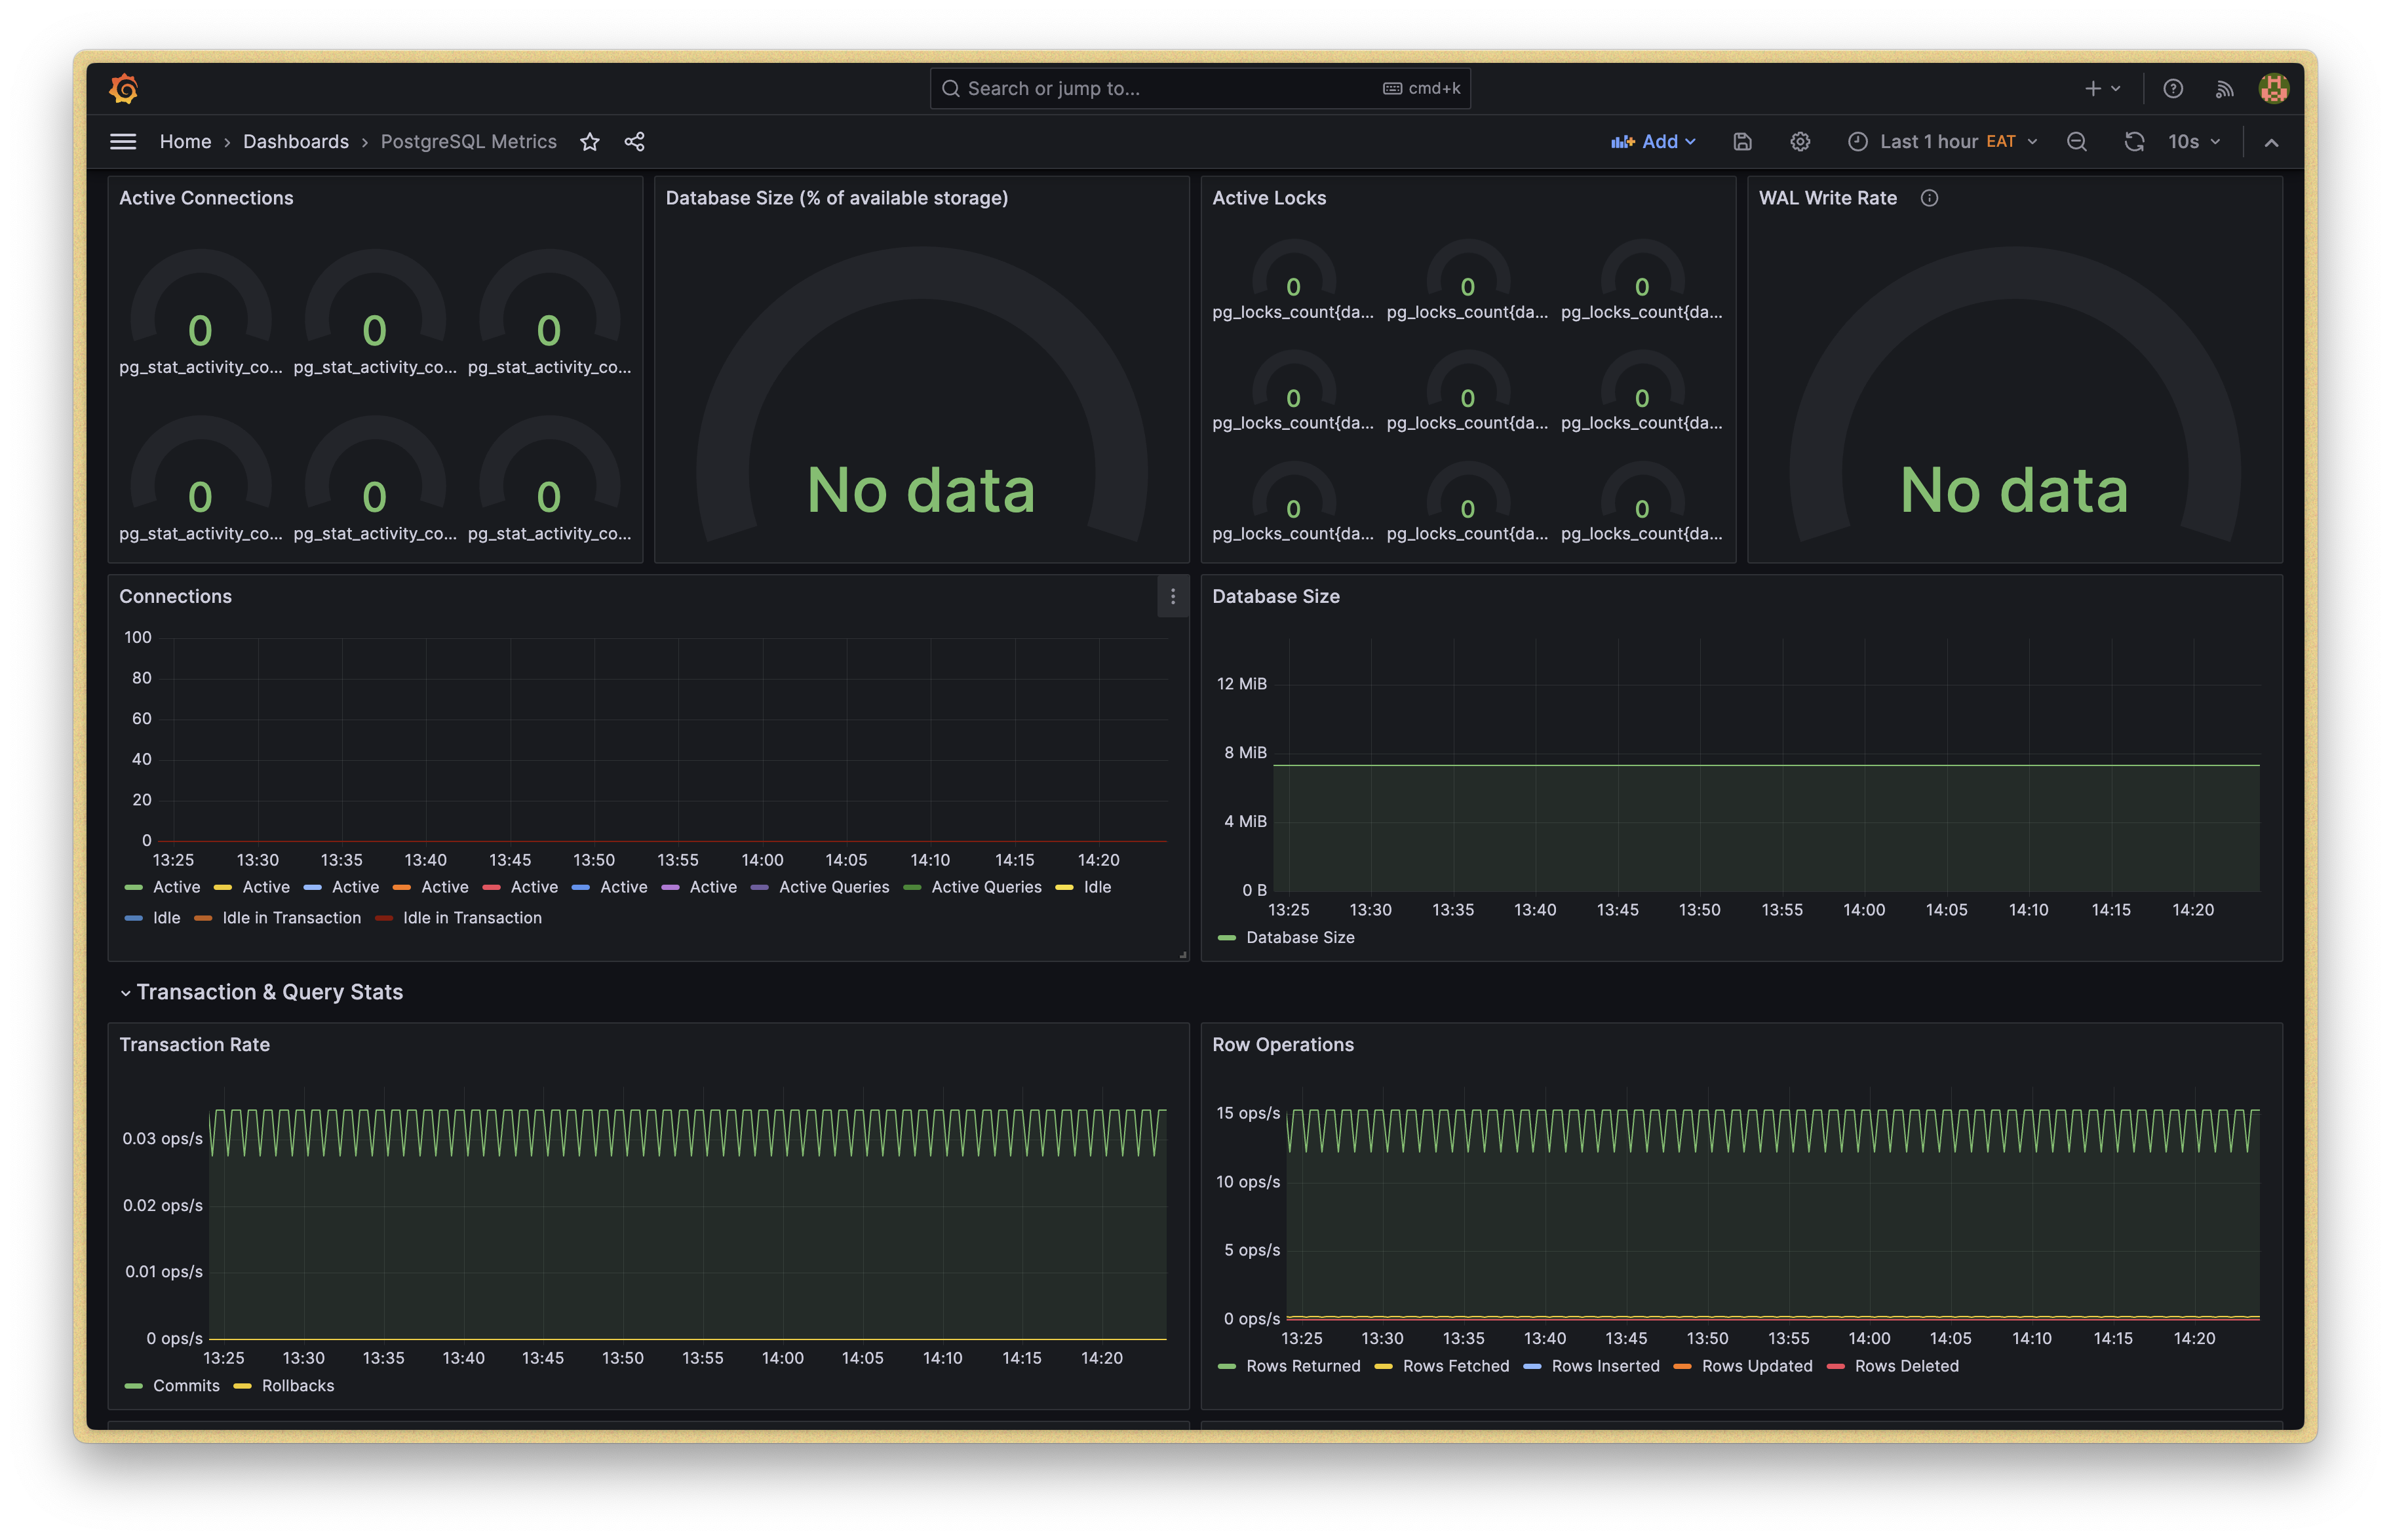 Search or jump to... cmd+k
Home › Dashboards › PostgreSQL Metrics Add Last 1 hour EAT 10s
Active Connections
0 0 0
pg_stat_activity_co... pg_stat_activity_co... pg_stat_activity_co...
0 0 0
pg_stat_activity_co... pg_stat_activity_co... pg_stat_activity_co...
Database Size (% of available storage)
No data
Active Locks
0 0 0
pg_locks_count{da... pg_locks_count{da... pg_locks_count{da...
0 0 0
pg_locks_count{da... pg_locks_count{da... pg_locks_count{da...
0 0 0
pg_locks_count{da... pg_locks_count{da... pg_locks_count{da...
WAL Write Rate
No data
Connections
100
80
60
40
20
0
13:25 13:30 13:35 13:40 13:45 13:50 13:55 14:00 14:05 14:10 14:15 14:20
Active Active Active Active Active Active Active Active Queries Active Queries Idle
Idle Idle in Transaction Idle in Transaction
Database Size
12 MiB
8 MiB
4 MiB
0 B
13:25 13:30 13:35 13:40 13:45 13:50 13:55 14:00 14:05 14:10 14:15 14:20
Database Size
Transaction & Query Stats
Transaction Rate
0.03 ops/s
0.02 ops/s
0.01 ops/s
0 ops/s
13:25 13:30 13:35 13:40 13:45 13:50 13:55 14:00 14:05 14:10 14:15 14:20
Commits Rollbacks
Row Operations
15 ops/s
10 ops/s
5 ops/s
0 ops/s
13:25 13:30 13:35 13:40 13:45 13:50 13:55 14:00 14:05 14:10 14:15 14:20
Rows Returned Rows Fetched Rows Inserted Rows Updated Rows Deleted